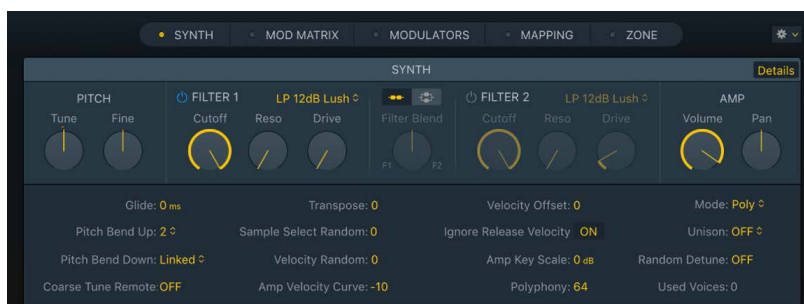 SYNTH MOD MATRIX MODULATORS MAPPING ZONE
SYNTH Details
PITCH FILTER 1 LP 12dB Lush FILTER 2 LP 12dB Lush AMP
Tune Fine Cutoff Reso Drive Filter Blend Cutoff Reso Drive Volume Pan
F1 F2
Glide: 0 ms Transpose: 0 Velocity Offset: 0 Mode: Poly
Pitch Bend Up: 2 Sample Select Random: 0 Ignore Release Velocity ON Unison: OFF
Pitch Bend Down: Linked Velocity Random: 0 Amp Key Scale: 0 dB Random Detune: OFF
Coarse Tune Remote: OFF Amp Velocity Curve: -10 Polyphony: 64 Used Voices: 0